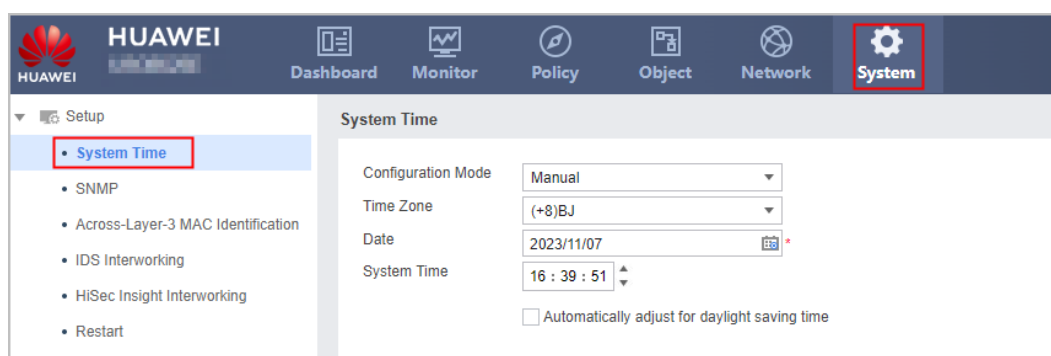 HUAWEI
HUAWEI
Dashboard
Monitor
Policy
Object
Network
System
Setup
System Time
SNMP
Across-Layer-3 MAC Identification
IDS Interworking
HiSec Insight Interworking
Restart
System Time
Configuration Mode Manual
Time Zone (+8)BJ
Date 2023/11/07 *
System Time 16 : 39 : 51
Automatically adjust for daylight saving time